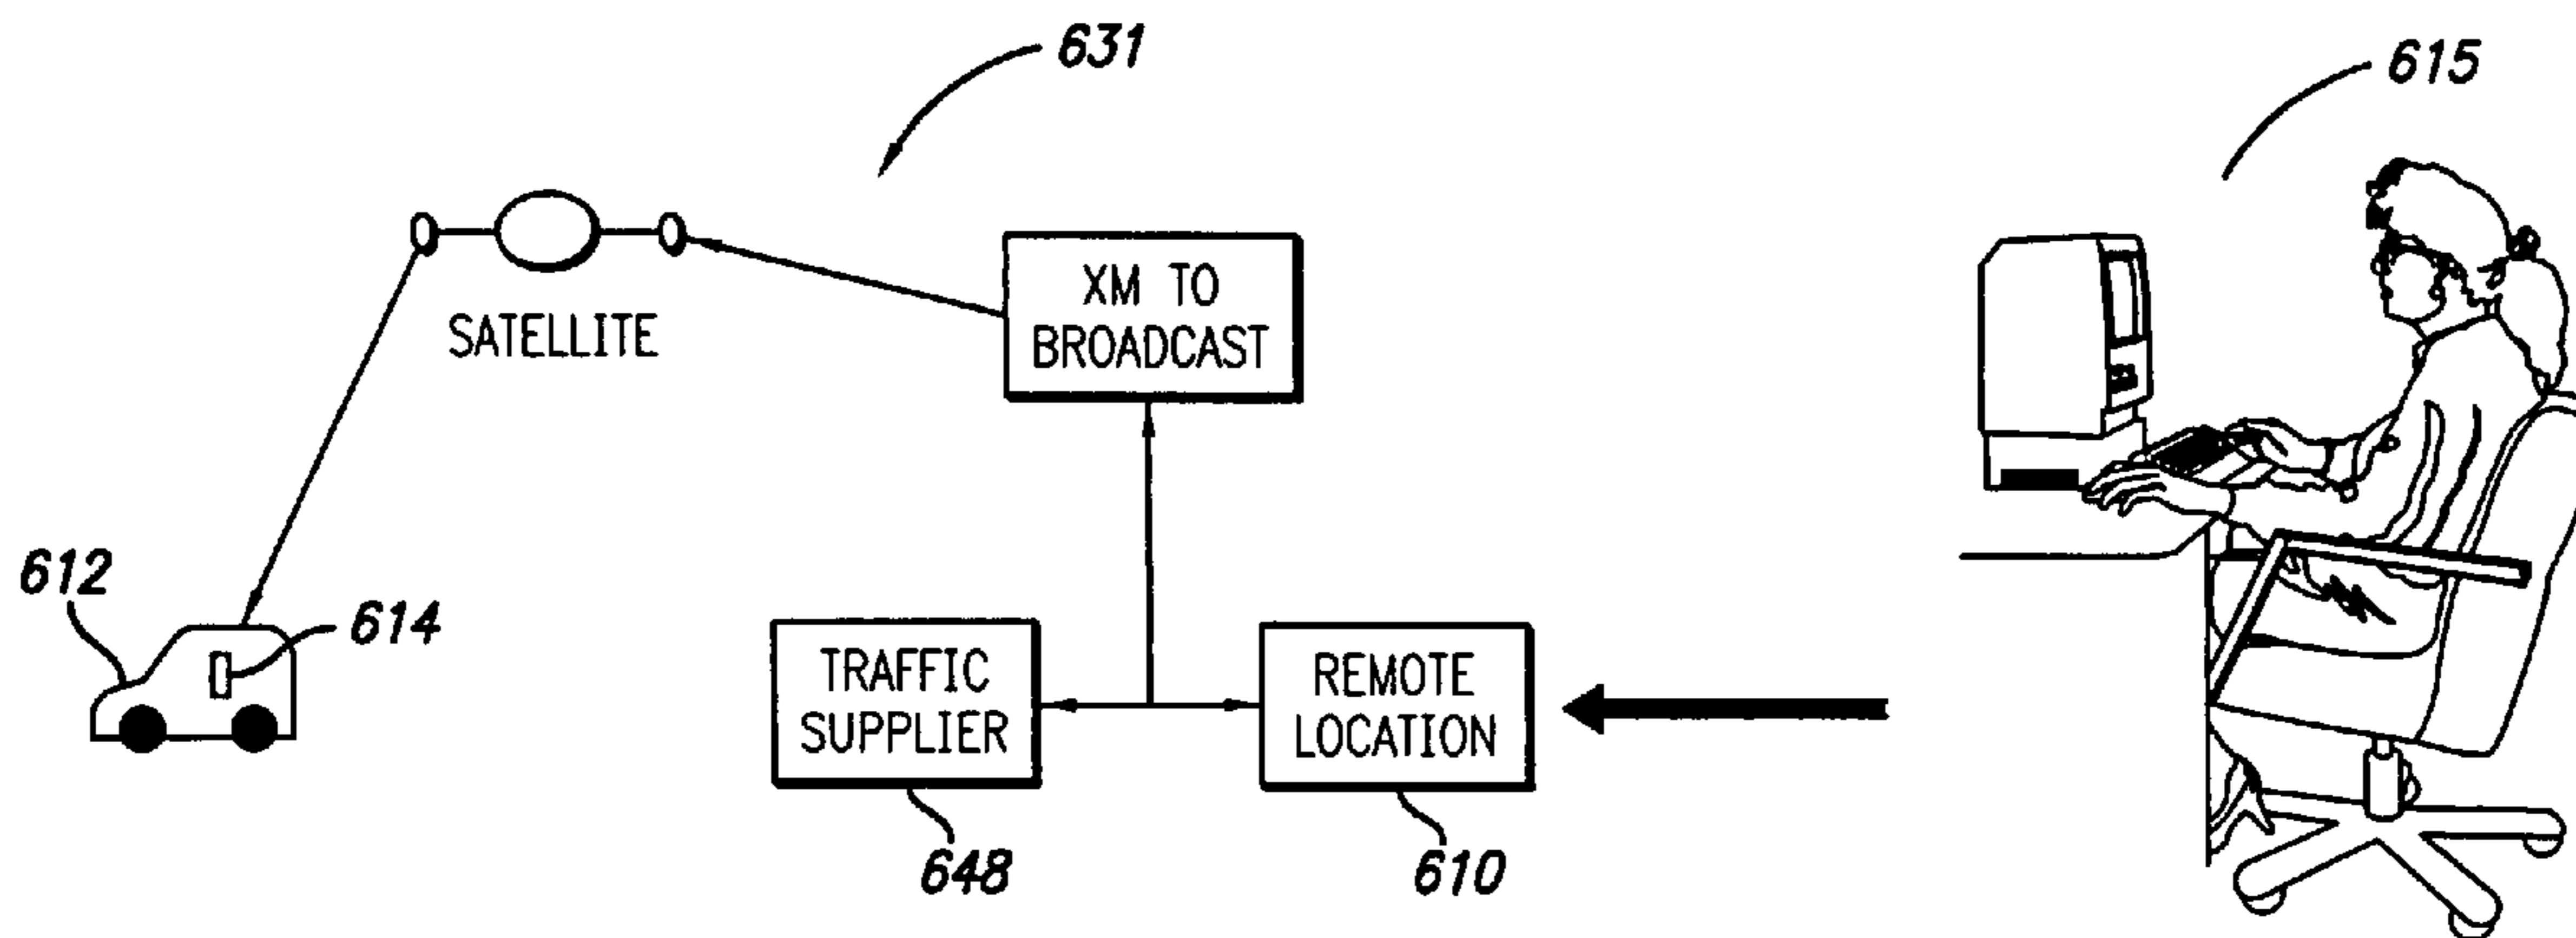 631
615
XM TO
BROADCAST
SATELLITE
612
614
TRAFFIC
SUPPLIER
REMOTE
LOCATION
648
610